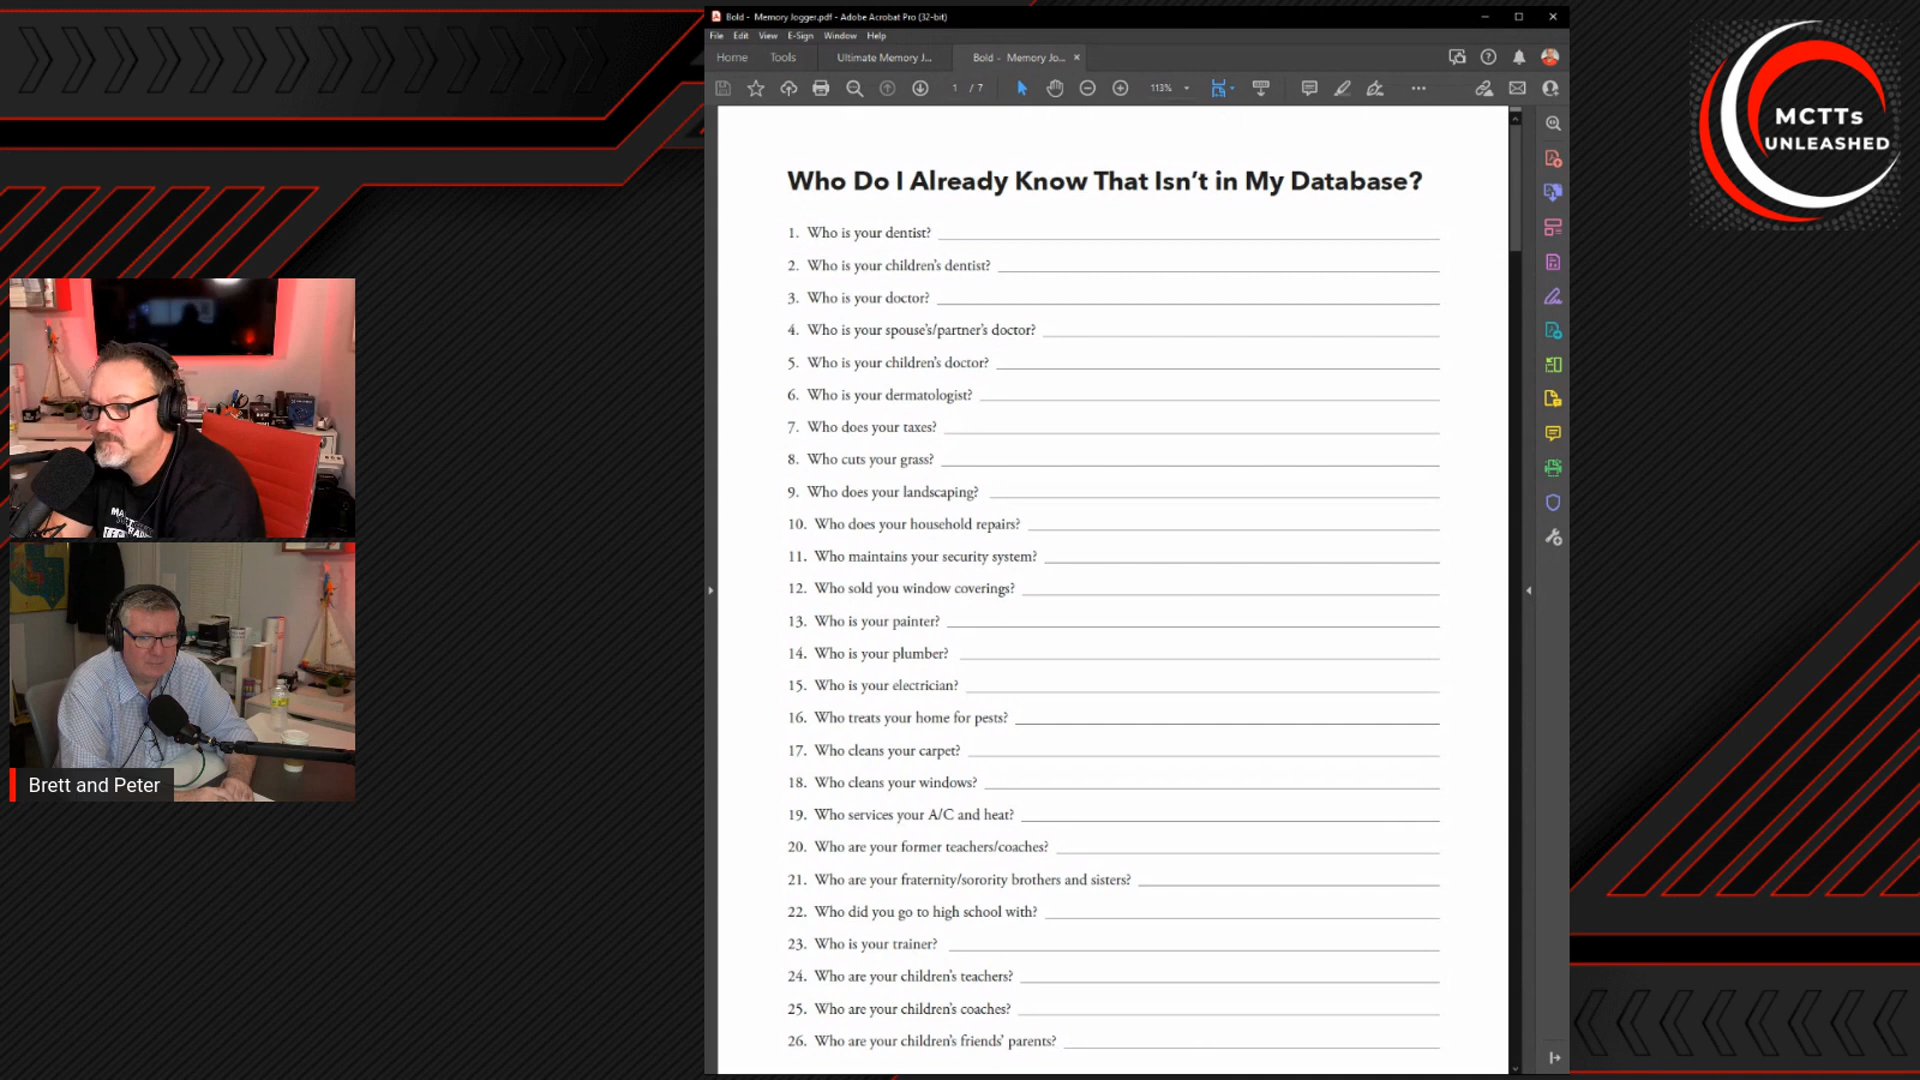 Bold - Memory Jogger.pdf - Adobe Acrobat Pro (32-bit)
File Edit View E-Sign Window Help
Home Tools Ultimate Memory J... Bold - Memory Jo... ×
1 / 7 113%
MCTTs
UNLEASHED
Who Do I Already Know That Isn't in My Database?
1. Who is your dentist?
2. Who is your children's dentist?
3. Who is your doctor?
4. Who is your spouse's/partner's doctor?
5. Who is your children's doctor?
6. Who is your dermatologist?
7. Who does your taxes?
8. Who cuts your grass?
9. Who does your landscaping?
10. Who does your household repairs?
11. Who maintains your security system?
12. Who sold you window coverings?
13. Who is your painter?
14. Who is your plumber?
15. Who is your electrician?
16. Who treats your home for pests?
17. Who cleans your carpet?
18. Who cleans your windows?
19. Who services your A/C and heat?
20. Who are your former teachers/coaches?
21. Who are your fraternity/sorority brothers and sisters?
22. Who did you go to high school with?
23. Who is your trainer?
24. Who are your children's teachers?
25. Who are your children's coaches?
26. Who are your children's friends' parents?
Brett and Peter